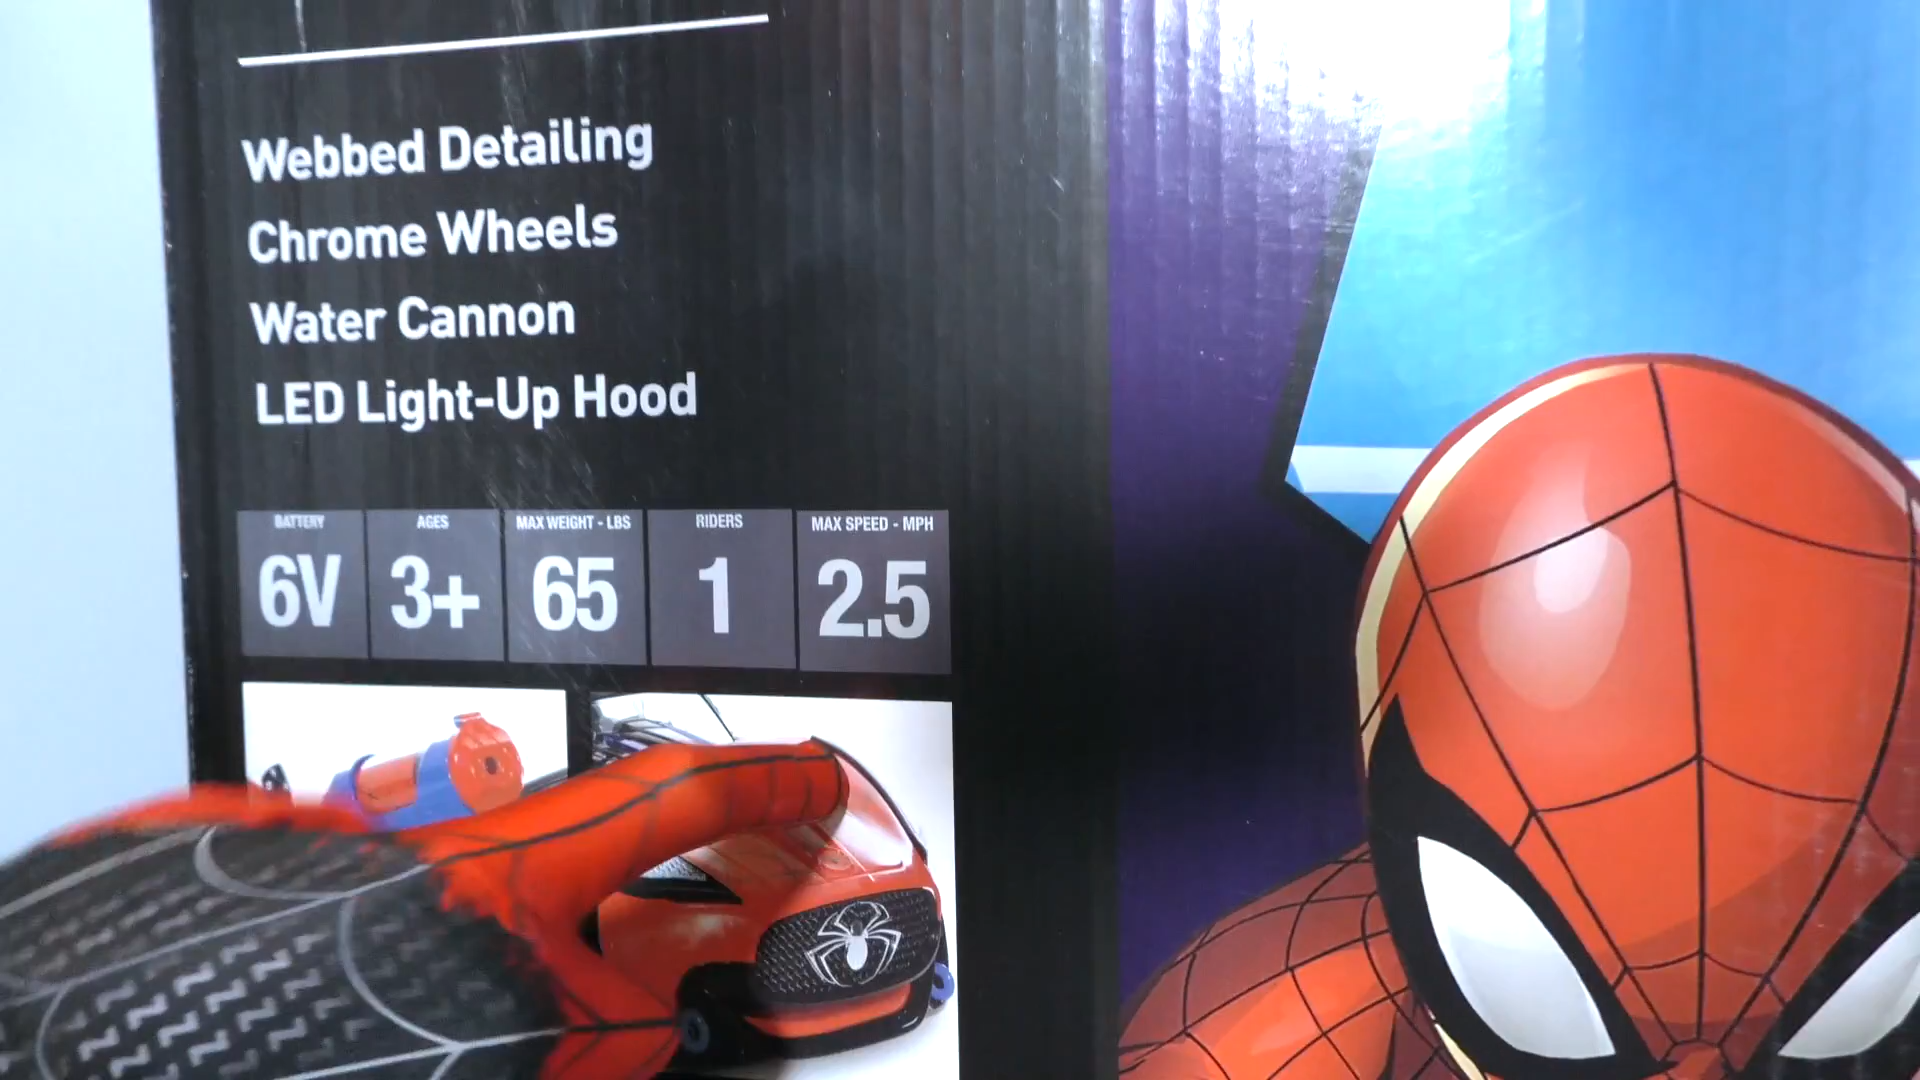 Webbed Detailing
Chrome Wheels
Water Cannon
LED Light-Up Hood
BATTERY AGES MAX WEIGHT - LBS RIDERS MAX SPEED - MPH
6V 3+ 65 1 2.5